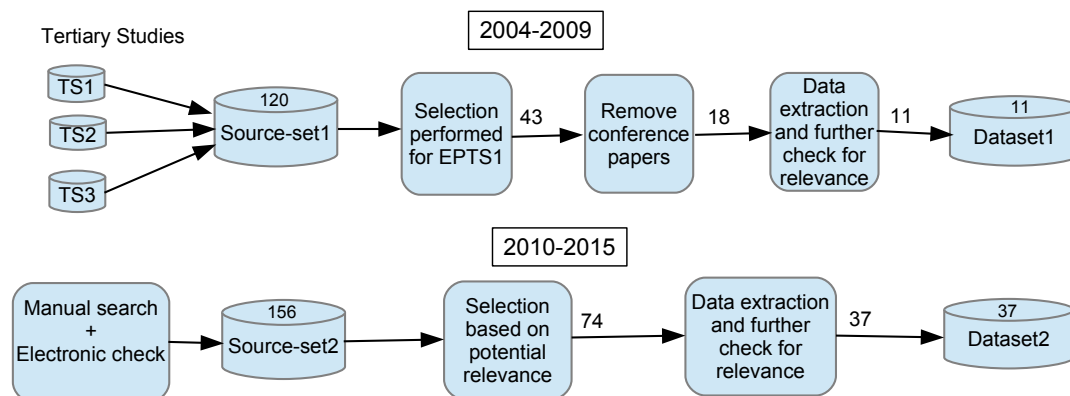 Tertiary Studies
2004-2009
TS1
TS2
TS3
120
Source-set1
Selection
performed
for EPTS1
43
Remove
conference
papers
18
Data
extraction
and further
check for
relevance
11
11
Dataset1
2010-2015
Manual search
+
Electronic check
156
Source-set2
Selection
based on
potential
relevance
74
Data extraction
and further
check for
relevance
37
37
Dataset2